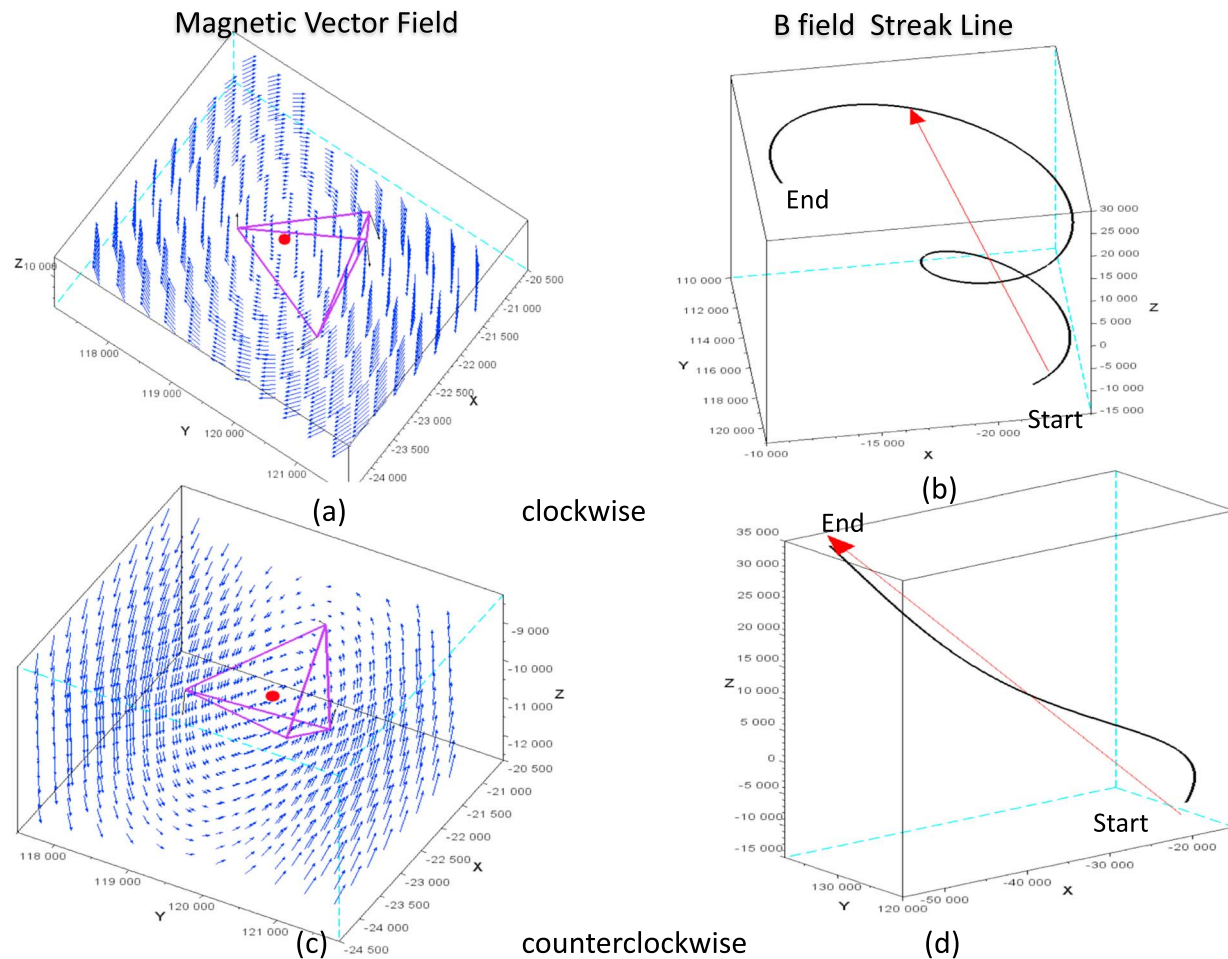 Magnetic Vector Field
B field Streak Line
Z
10 000
118 000
119 000
Y
120 000
121 000
-20 500
-21 000
-21 500
-22 000
-22 500
X
-23 000
-23 500
-24 000
(a)
End
Start
30 000
25 000
20 000
15 000
10 000
5 000
0
-5 000
-10 000
-15 000
Z
110 000
112 000
114 000
Y
116 000
118 000
120 000
-10 000
-15 000
-20 000
x
(b)
clockwise
-9 000
-10 000
-11 000
-12 000
Z
-20 500
-21 000
-21 500
-22 000
-22 500
X
-23 000
-23 500
-24 000
-24 500
118 000
119 000
Y
120 000
121 000
(c)
counterclockwise
End
Start
35 000
30 000
25 000
20 000
15 000
Z
10 000
5 000
0
-5 000
-10 000
-15 000
130 000
Y
120 000
-50 000
-40 000
X
-30 000
-20 000
(d)